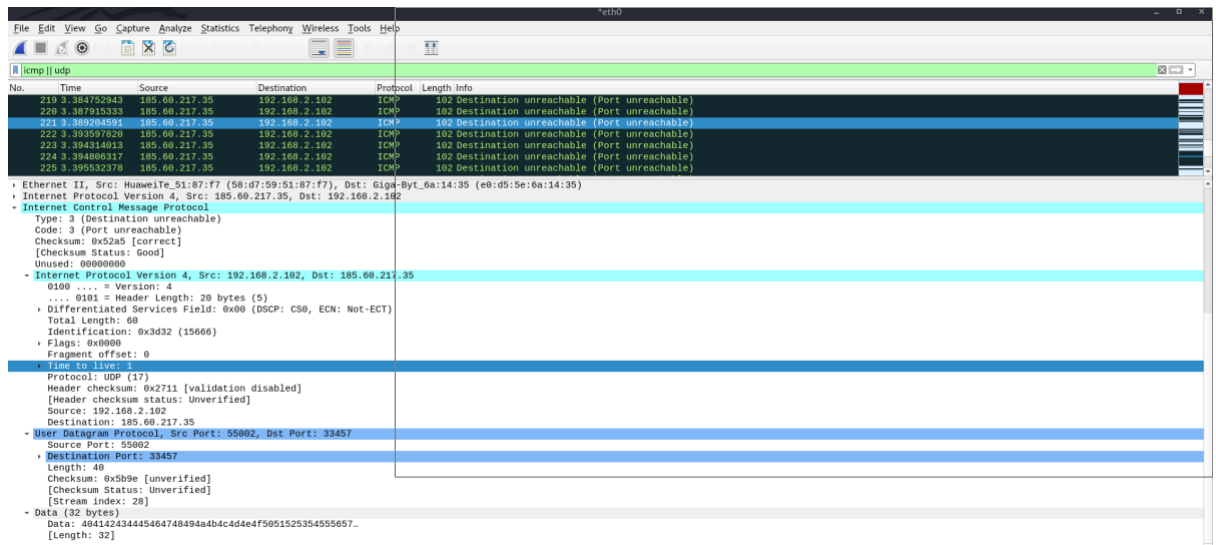 *eth0
File Edit View Go Capture Analyze Statistics Telephony Wireless Tools Help
icmp || udp
No. Time Source Destination Protocol Length Info
219 3.384752943 185.60.217.35 192.168.2.102 ICMP 102 Destination unreachable (Port unreachable)
220 3.387915333 185.60.217.35 192.168.2.102 ICMP 102 Destination unreachable (Port unreachable)
221 3.389204591 185.60.217.35 192.168.2.102 ICMP 102 Destination unreachable (Port unreachable)
222 3.393597820 185.60.217.35 192.168.2.102 ICMP 102 Destination unreachable (Port unreachable)
223 3.394314013 185.60.217.35 192.168.2.102 ICMP 102 Destination unreachable (Port unreachable)
224 3.394806317 185.60.217.35 192.168.2.102 ICMP 102 Destination unreachable (Port unreachable)
225 3.395532378 185.60.217.35 192.168.2.102 ICMP 102 Destination unreachable (Port unreachable)
Ethernet II, Src: HuaweiTe_51:87:f7 (58:d7:59:51:87:f7), Dst: Giga-Byt_6a:14:35 (e0:d5:5e:6a:14:35)
Internet Protocol Version 4, Src: 185.60.217.35, Dst: 192.168.2.102
Internet Control Message Protocol
Type: 3 (Destination unreachable)
Code: 3 (Port unreachable)
Checksum: 0x52a5 [correct]
[Checksum Status: Good]
Unused: 00000000
Internet Protocol Version 4, Src: 192.168.2.102, Dst: 185.60.217.35
0100 .... = Version: 4
.... 0101 = Header Length: 20 bytes (5)
Differentiated Services Field: 0x00 (DSCP: CS0, ECN: Not-ECT)
Total Length: 60
Identification: 0x3d32 (15666)
Flags: 0x0000
Fragment offset: 0
Time to live: 1
Protocol: UDP (17)
Header checksum: 0x2711 [validation disabled]
[Header checksum status: Unverified]
Source: 192.168.2.102
Destination: 185.60.217.35
User Datagram Protocol, Src Port: 55002, Dst Port: 33457
Source Port: 55002
Destination Port: 33457
Length: 40
Checksum: 0x5b9e [unverified]
[Checksum Status: Unverified]
[Stream index: 28]
Data (32 bytes)
Data: 404142434445464748494a4b4c4d4e4f5051525354555657…
[Length: 32]